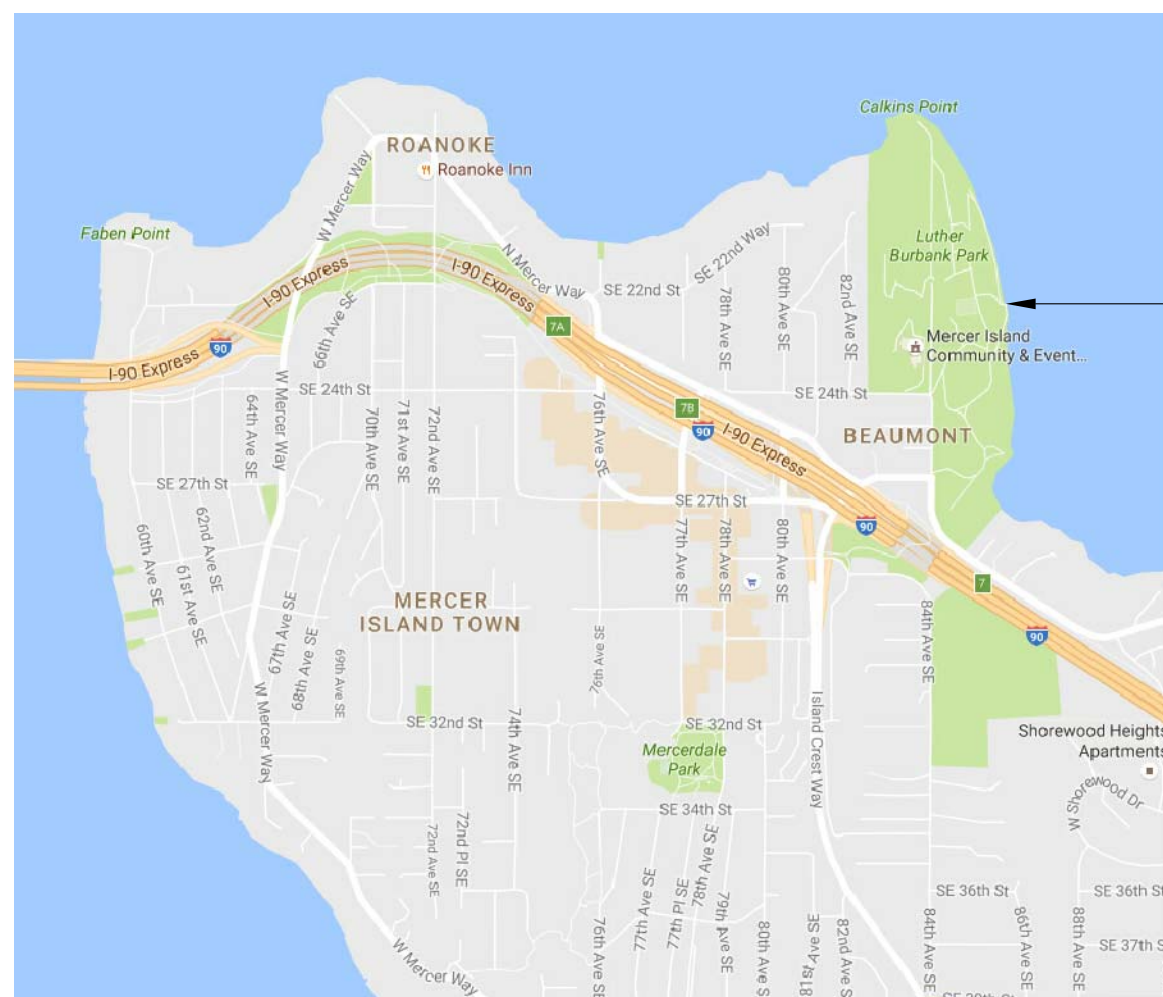 Calkins Point
ROANOKE
Roanoke Inn
W Mercer Way
Faben Point
Luther
Burbank Park
N Mercer Way
SE 22nd Way
I-90 Express
I-90 Express
I-90 Express
SE 22nd St
78th Ave SE
80th Ave SE
82nd Ave SE
66th Ave SE
7A
90
Mercer Island
Community & Event...
SE 24th St
SE 24th St
W Mercer Way
64th Ave SE
70th Ave SE
71st Ave SE
72nd Ave SE
76th Ave SE
7B
90
I-90 Express
BEAUMONT
SE 27th St
SE 27th St
60th Ave SE
61st Ave SE
62nd Ave SE
77th Ave SE
78th Ave SE
80th Ave SE
90
7
90
MERCER
ISLAND TOWN
67th Ave SE
68th Ave SE
69th Ave SE
76th Ave SE
84th Ave SE
W Mercer Way
SE 32nd St
SE 32nd St
74th Ave SE
Island Crest Way
Mercerdale
Park
Shorewood Heights
Apartments
W Shorewood Dr
SE 34th St
72nd Ave SE
72nd Pl SE
78th Ave SE
77th Ave SE
77th Pl SE
79th Ave SE
76th Ave SE
80th Ave SE
81st Ave SE
82nd Ave S
84th Ave SE
86th Ave SE
88th Ave SE
SE 36th St
SE 36th St
SE 37th St
W Mercer Way